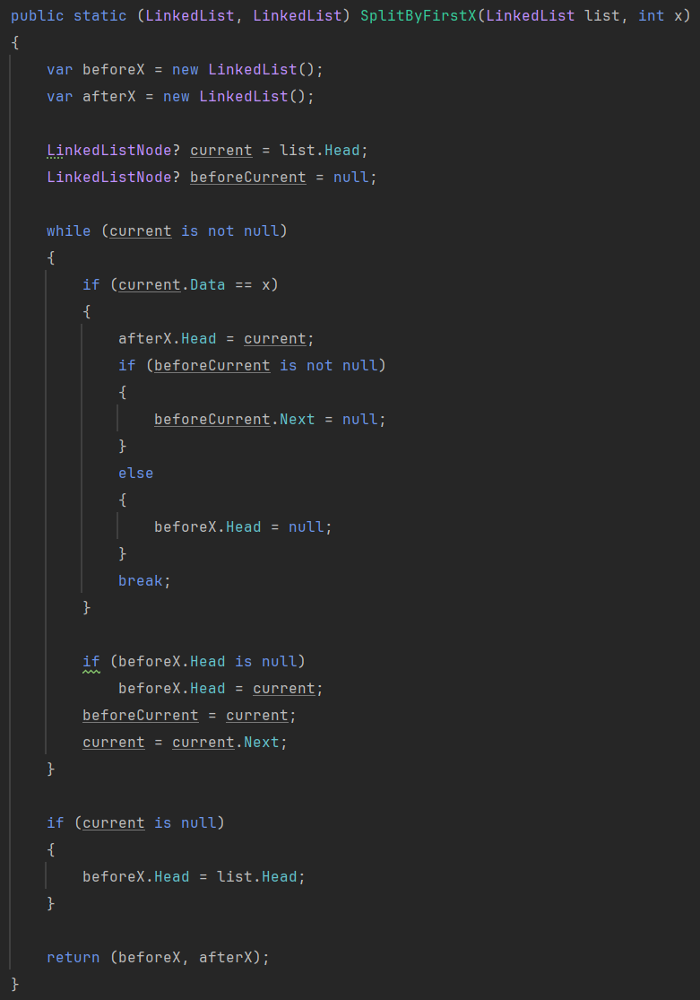 public static (LinkedList, LinkedList) SplitByFirstX(LinkedList list, int x)
{
    var beforeX = new LinkedList();
    var afterX = new LinkedList();

    LinkedListNode? current = list.Head;
    LinkedListNode? beforeCurrent = null;

    while (current is not null)
    {
        if (current.Data == x)
        {
            afterX.Head = current;
            if (beforeCurrent is not null)
            {
                beforeCurrent.Next = null;
            }
            else
            {
                beforeX.Head = null;
            }
            break;
        }

        if (beforeX.Head is null)
            beforeX.Head = current;
        beforeCurrent = current;
        current = current.Next;
    }

    if (current is null)
    {
        beforeX.Head = list.Head;
    }

    return (beforeX, afterX);
}